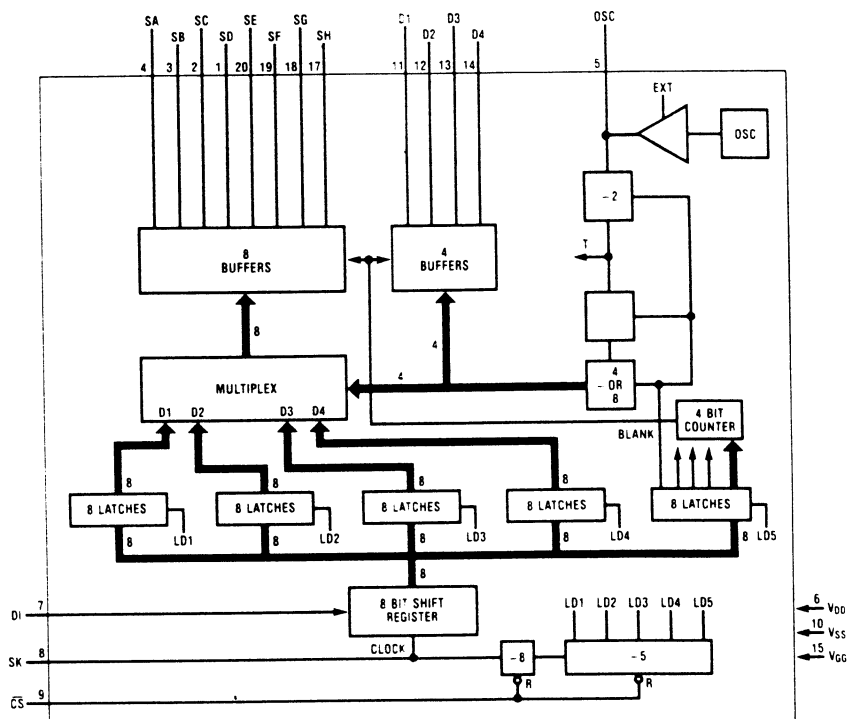 SA SB SC SD SE SF SG SH D1 D2 D3 D4 OSC
4 3 2 1 20 19 18 17 11 12 13 14 5
EXT
OSC
-2
8
BUFFERS
4
BUFFERS
T
8
4
4
MULTIPLEX
D1 D2 D3 D4
4
- OR
8
4 BIT
COUNTER
BLANK
8 8 8 8
8 LATCHES
8 LATCHES
8 LATCHES
8 LATCHES
8 LATCHES
LD1 LD2 LD3 LD4 LD5
8 8 8 8 8
8
8 BIT SHIFT
REGISTER
DI 7
LD1 LD2 LD3 LD4 LD5
6 VDD
10 VSS
15 VGG
CLOCK
SK 8
-8
-5
R R
C̅S̅ 9